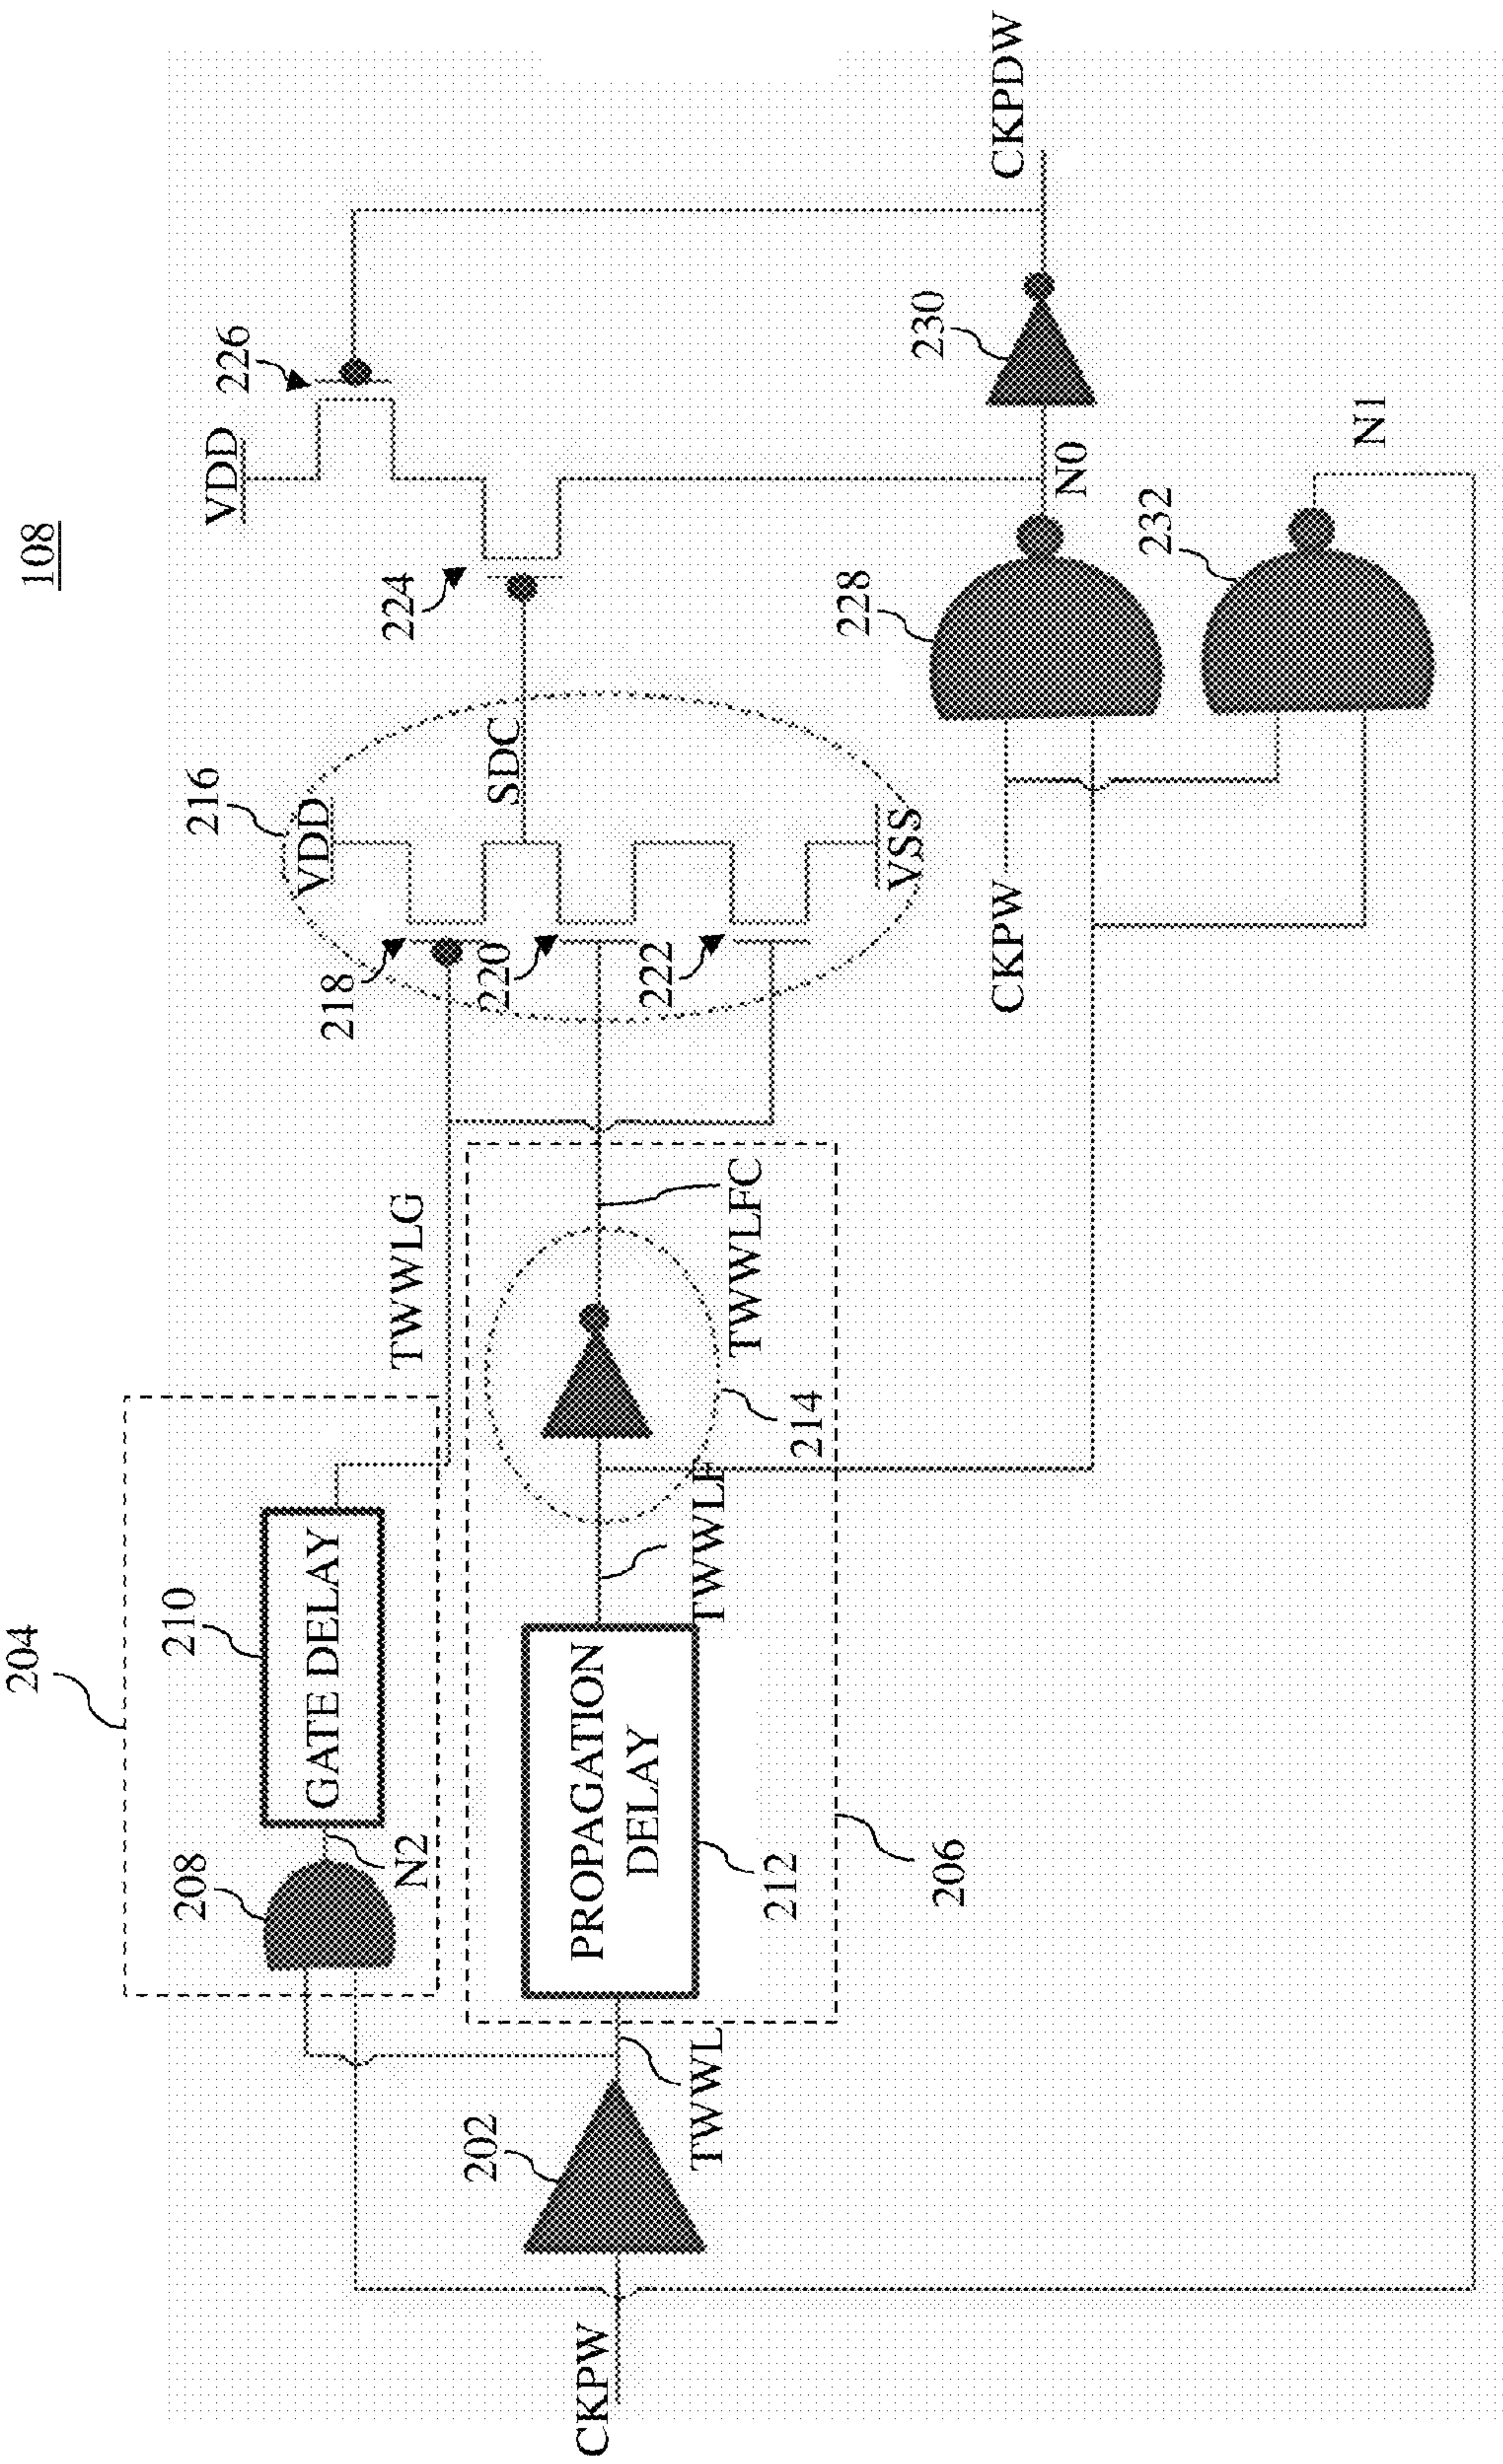 108
204
210
GATE DELAY
208
N2
TWWLG
216
VDD
218
220
222
SDC
VSS
VDD
226
224
202
CKPW
TWWL
PROPAGATION
DELAY
212
206
TWWLF
214
TWWLFC
CKPW
228
N0
230
CKPDW
232
N1